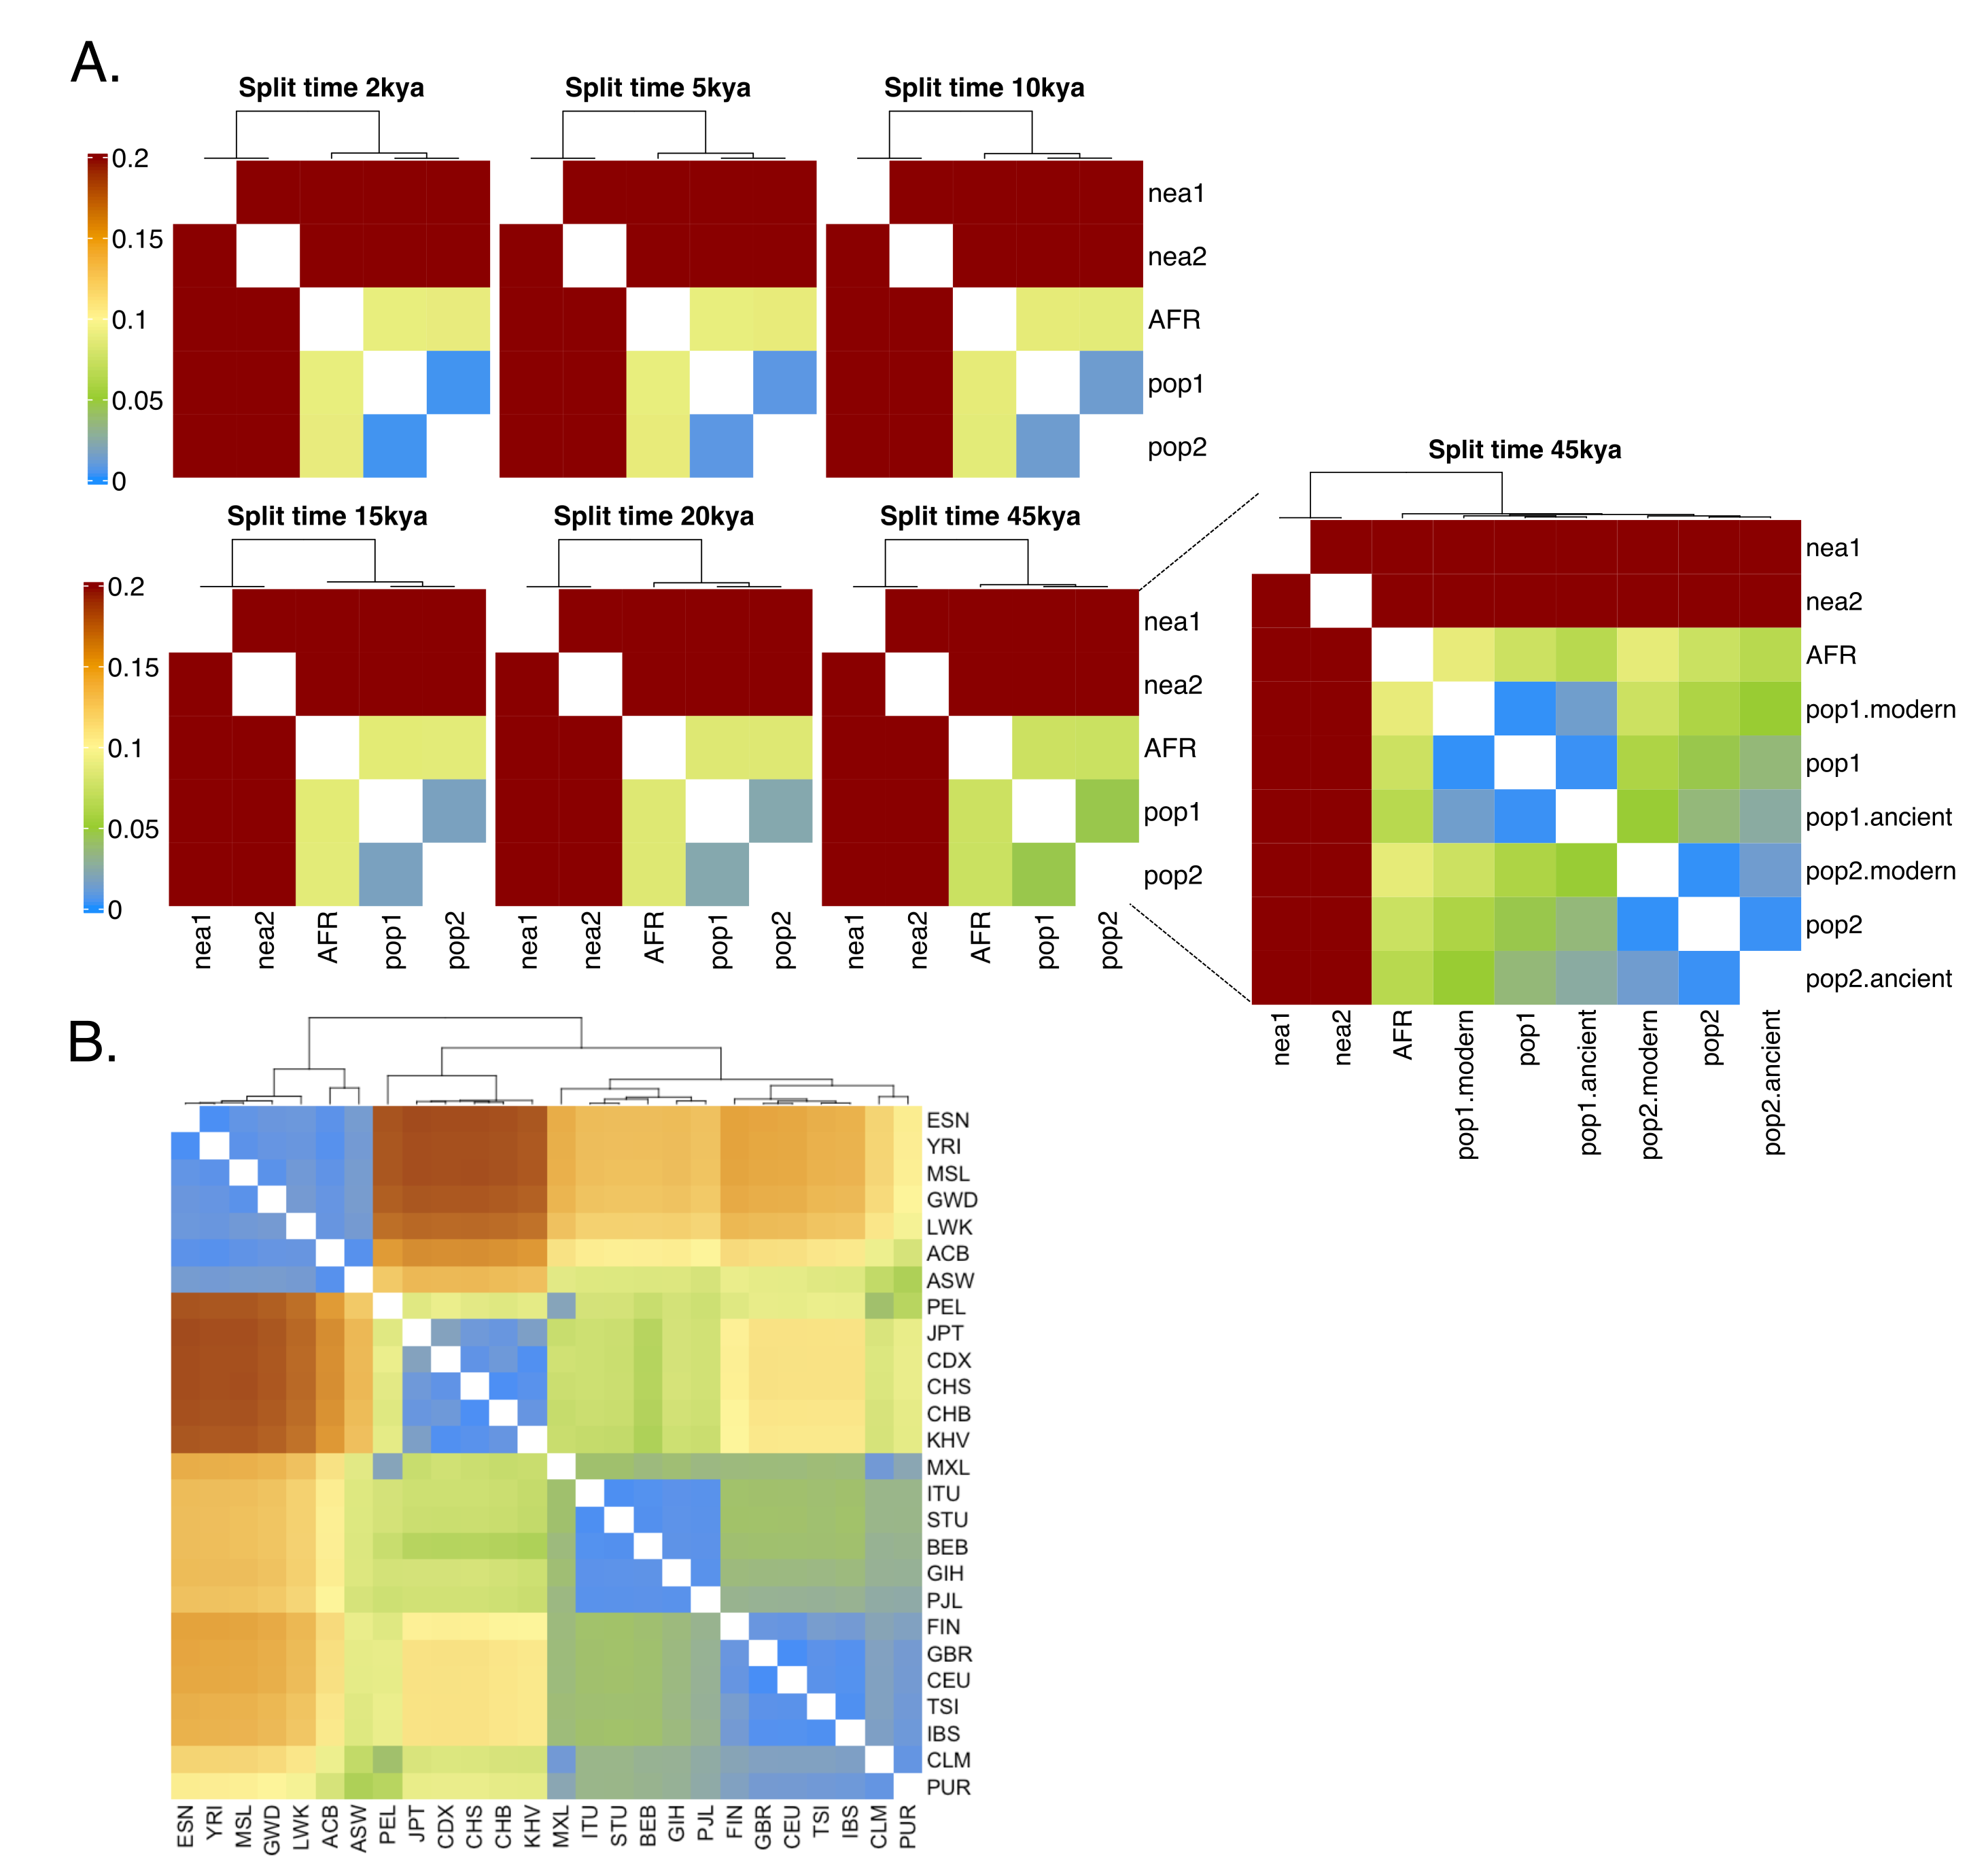 A.
Split time 2kya
Split time 5kya
Split time 10kya
0.2
0.15
0.1
0.05
0
nea1
nea2
AFR
pop1
pop2
Split time 15kya
Split time 20kya
Split time 45kya
0.2
0.15
0.1
0.05
0
nea1
nea2
AFR
pop1
pop2
nea1 nea2 AFR pop1 pop2
nea1 nea2 AFR pop1 pop2
nea1 nea2 AFR pop1 pop2
Split time 45kya
nea1
nea2
AFR
pop1.modern
pop1
pop1.ancient
pop2.modern
pop2
pop2.ancient
nea1 nea2 AFR pop1.modern pop1 pop1.ancient pop2.modern pop2 pop2.ancient
B.
ESN
YRI
MSL
GWD
LWK
ACB
ASW
PEL
JPT
CDX
CHS
CHB
KHV
MXL
ITU
STU
BEB
GIH
PJL
FIN
GBR
CEU
TSI
IBS
CLM
PUR
ESN YRI MSL GWD LWK ACB ASW PEL JPT CDX CHS CHB KHV MXL ITU STU BEB GIH PJL FIN GBR CEU TSI IBS CLM PUR